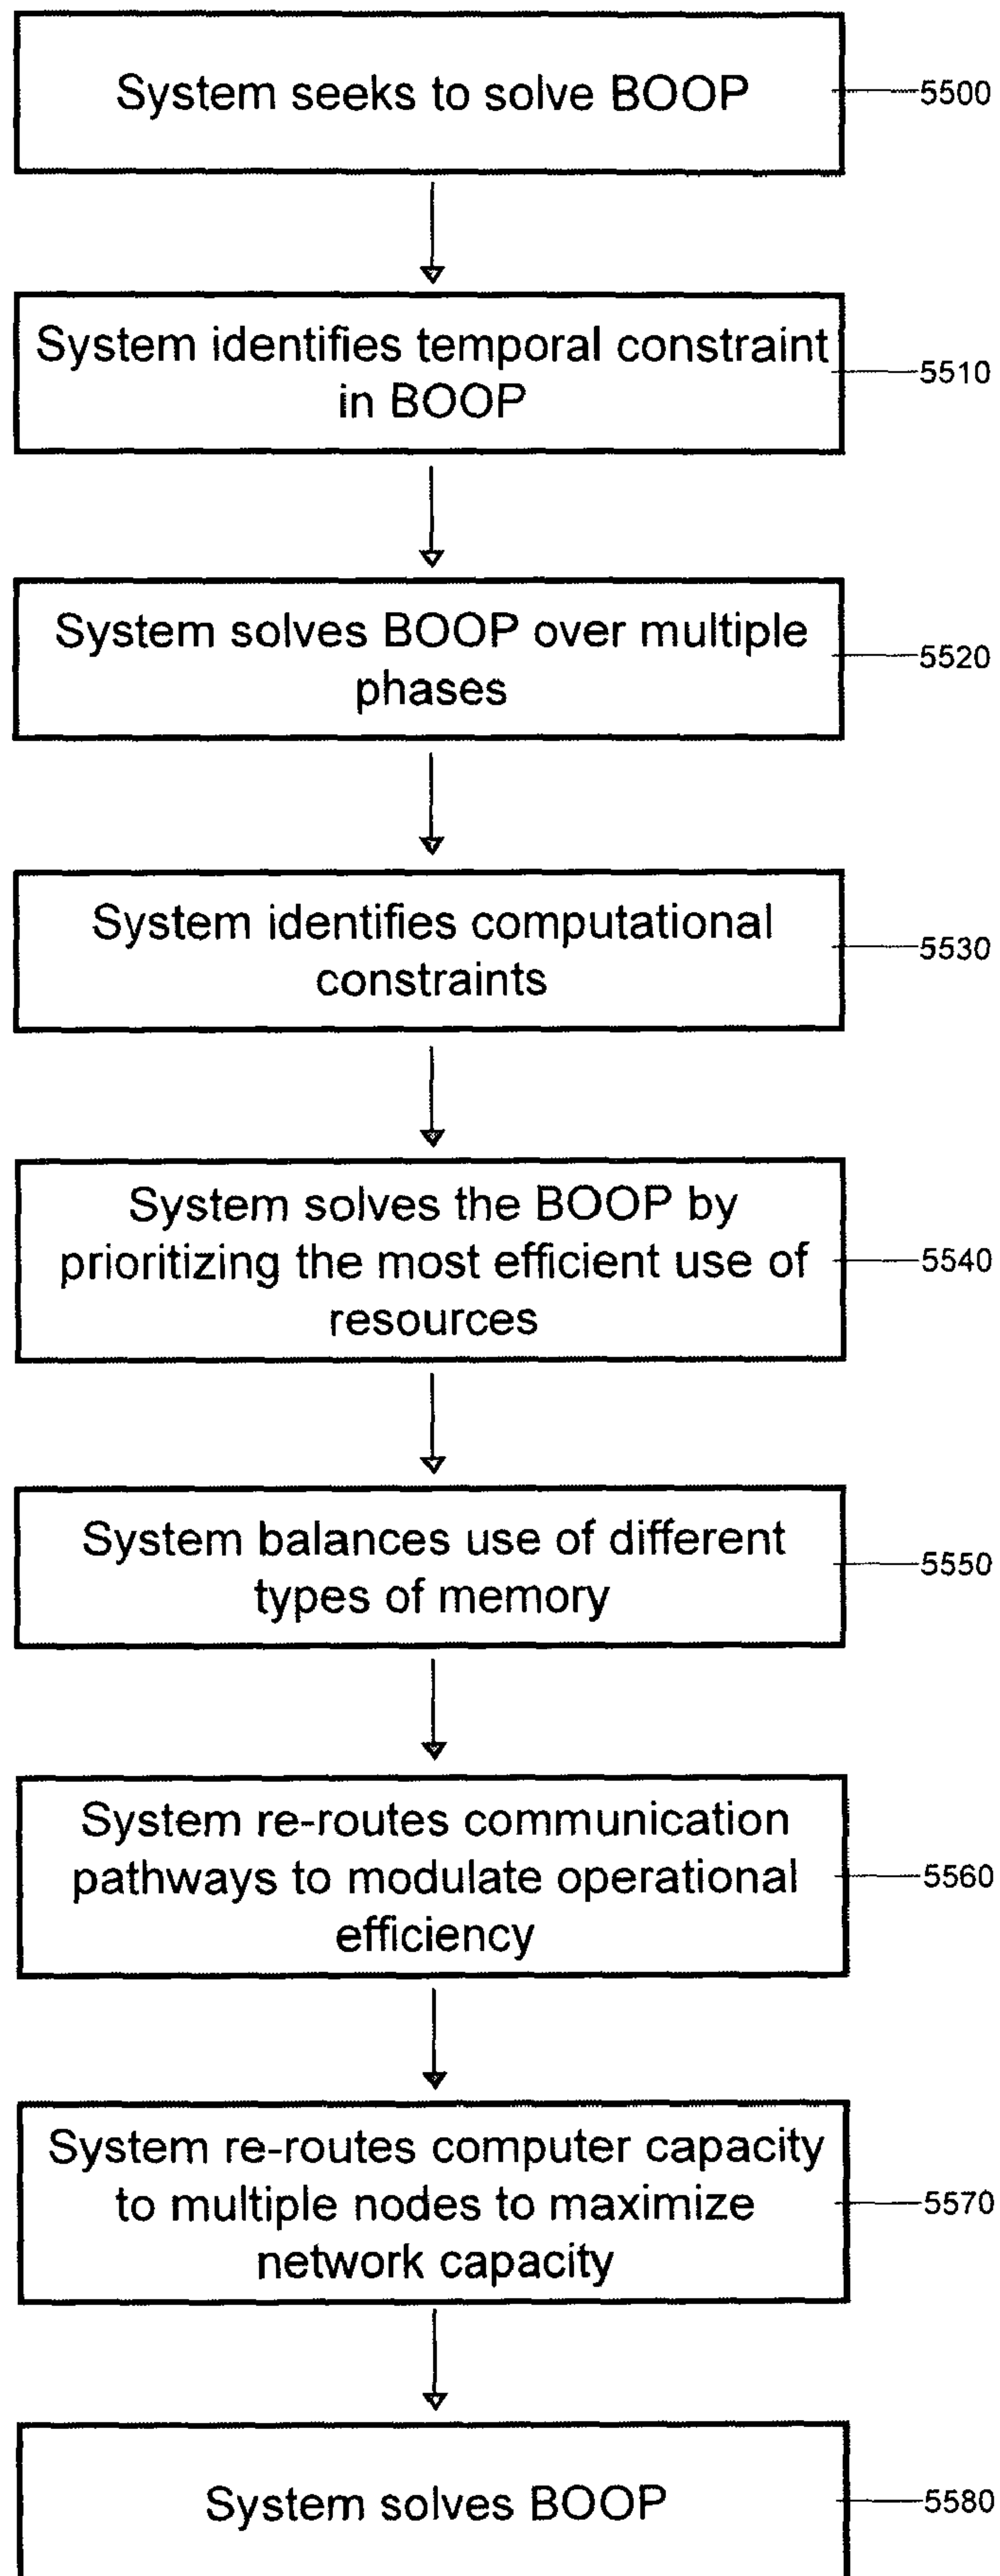 System seeks to solve BOOP
5500
System identifies temporal constraint
in BOOP
5510
System solves BOOP over multiple
phases
5520
System identifies computational
constraints
5530
System solves the BOOP by
prioritizing the most efficient use of
resources
5540
System balances use of different
types of memory
5550
System re-routes communication
pathways to modulate operational
efficiency
5560
System re-routes computer capacity
to multiple nodes to maximize
network capacity
5570
System solves BOOP
5580